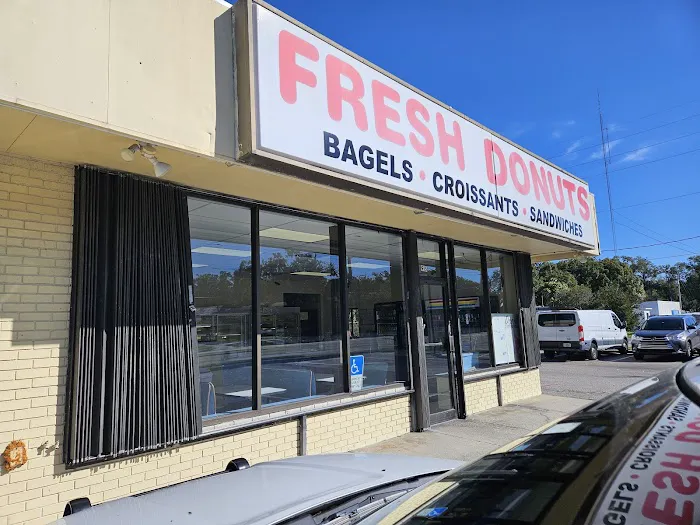 FRESH DONUTS
BAGELS · CROISSANTS · SANDWICHES